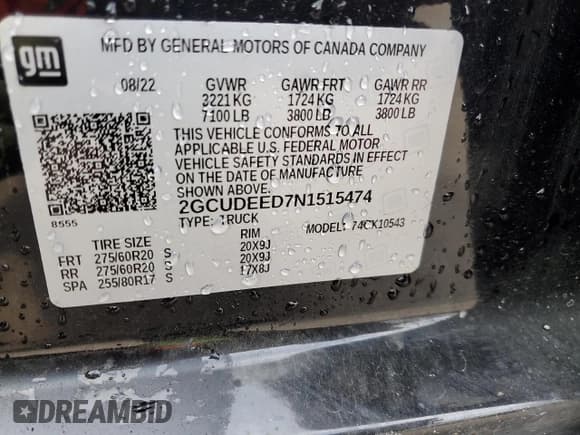 gm
MFD BY GENERAL MOTORS OF CANADA COMPANY
08/22 GVWR GAWR FRT GAWR RR
3221 KG 1724 KG 1724 KG
7100 LB 3800 LB 3800 LB
THIS VEHICLE CONFORMS TO ALL
APPLICABLE U.S. FEDERAL MOTOR
VEHICLE SAFETY STANDARDS IN EFFECT
ON THE DATE OF MANUFACTURE
SHOWN ABOVE.
2GCUDEED7N1515474
8555 TYPE: TRUCK MODEL: 74CK10543
TIRE SIZE RIM
FRT 275/60R20 S 20X9J
RR 275/60R20 S 20X9J
SPA 255/80R17 S 17X8J
DREAMBID